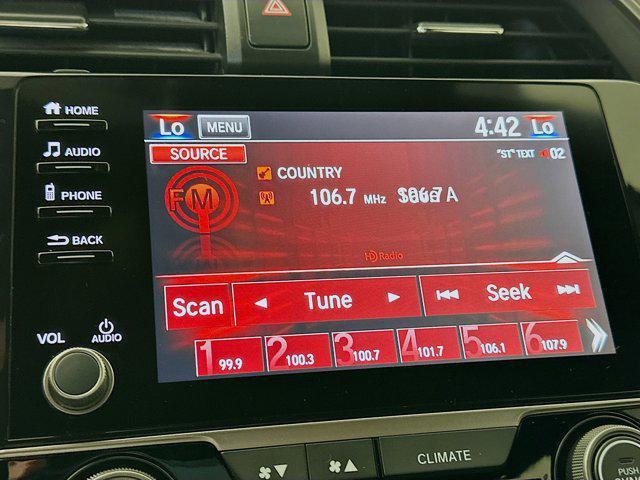 HOME
Lo MENU 4:42 Lo
AUDIO
SOURCE "ST" TEXT 02
COUNTRY
PHONE
FM 106.7 MHz
BACK
HD Radio
Scan Tune Seek
VOL AUDIO
1 99.9 2 100.3 3 100.7 4 101.7 5 106.1 6 107.9
CLIMATE
PUSH